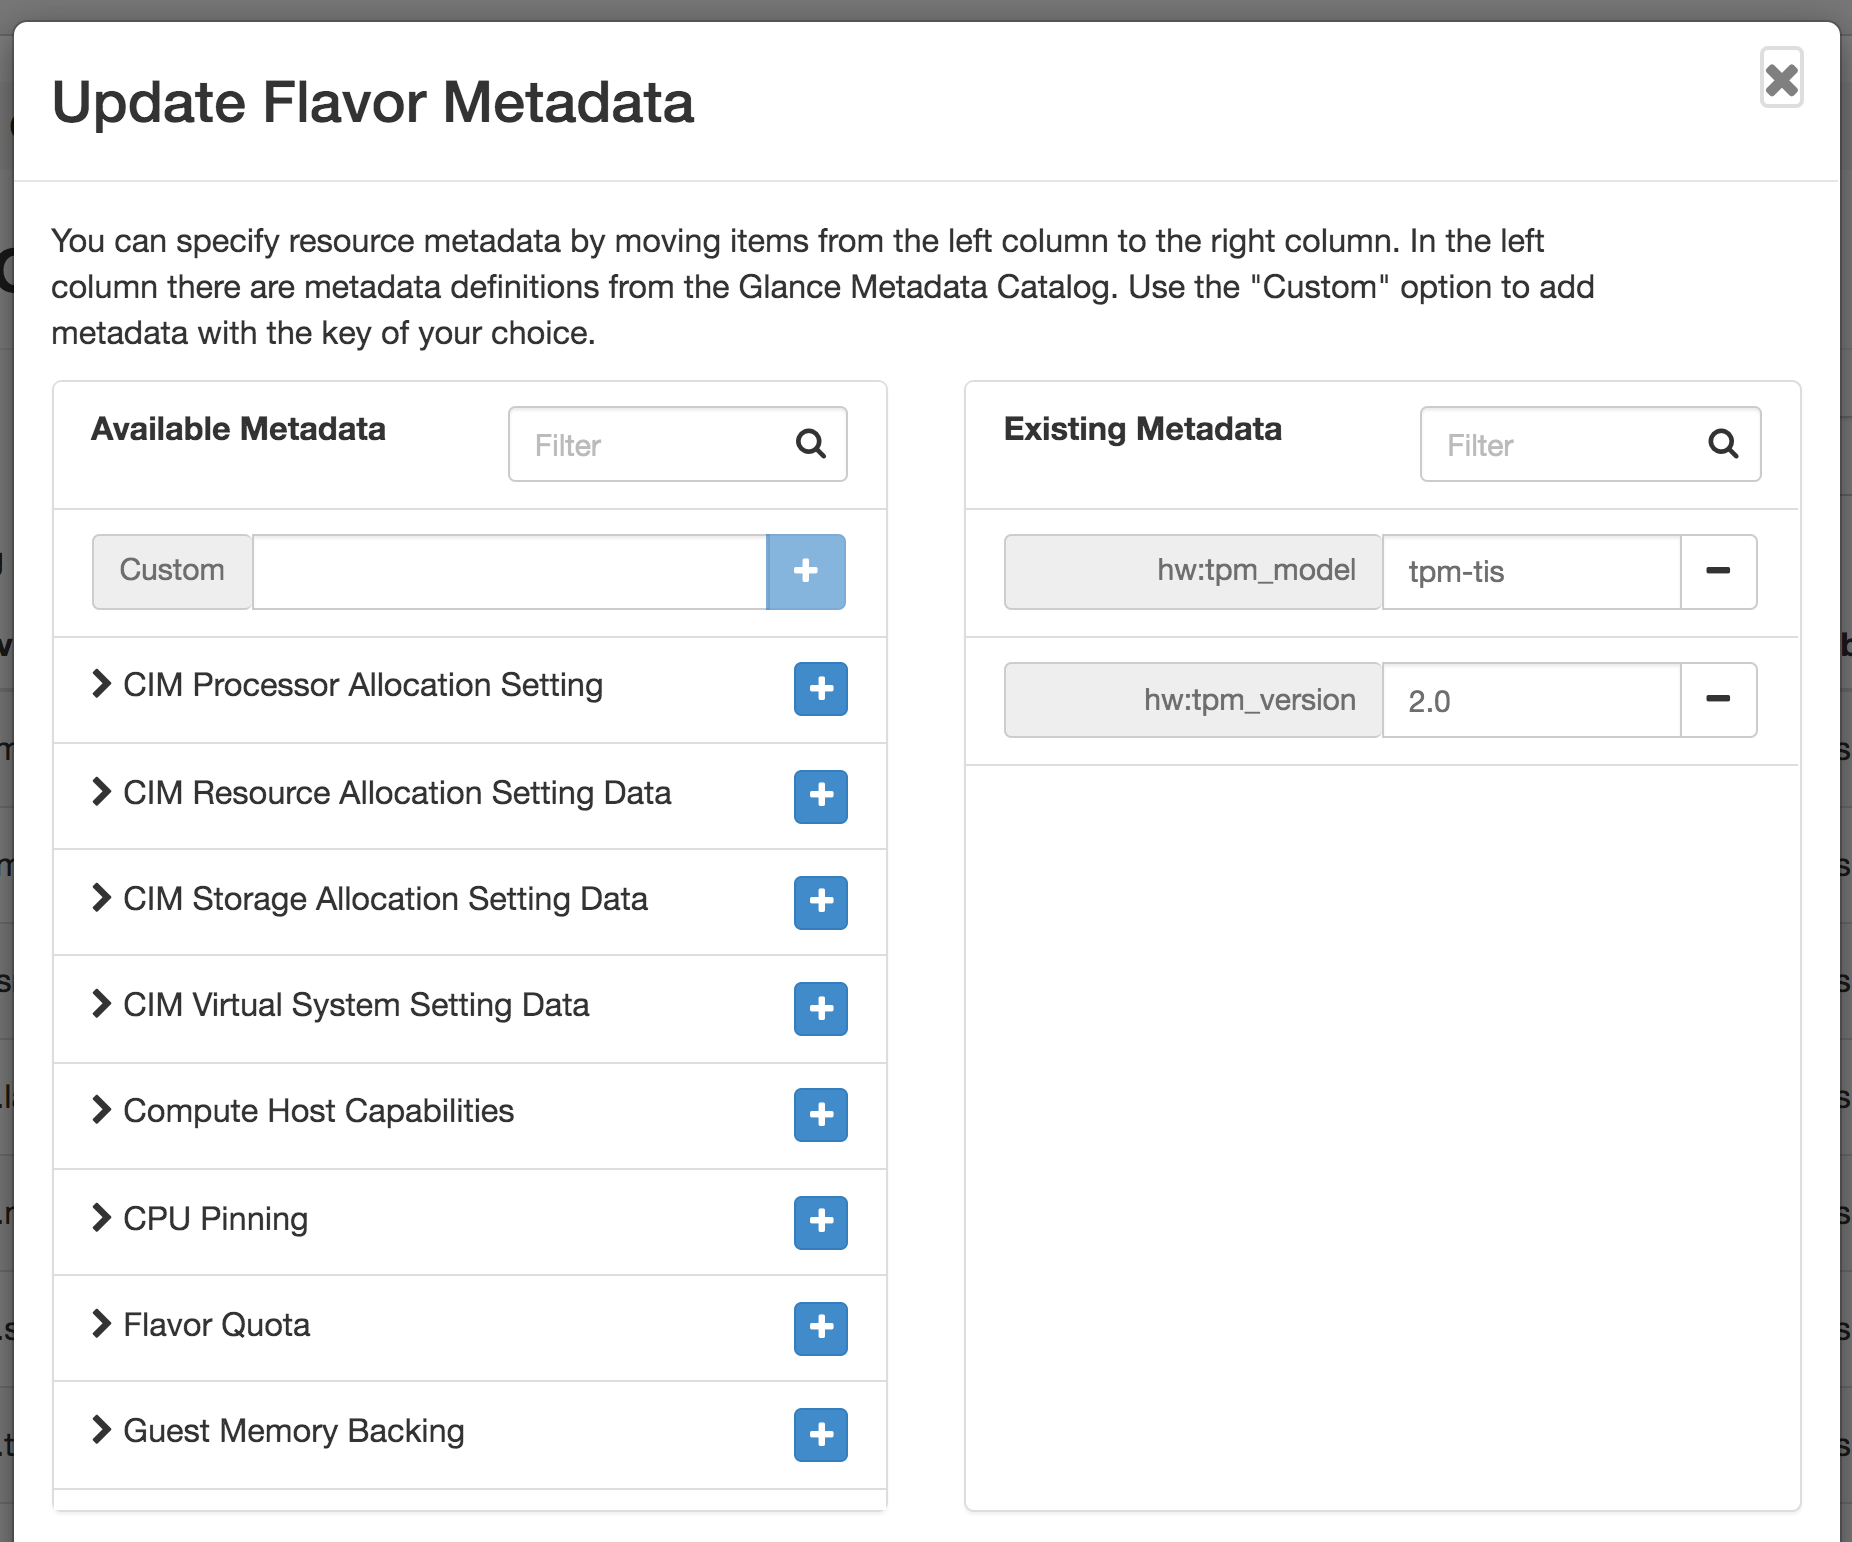 Update Flavor Metadata
You can specify resource metadata by moving items from the left column to the right column. In the left
column there are metadata definitions from the Glance Metadata Catalog. Use the "Custom" option to add
metadata with the key of your choice.
Available Metadata
Filter
Custom
CIM Processor Allocation Setting
CIM Resource Allocation Setting Data
CIM Storage Allocation Setting Data
CIM Virtual System Setting Data
Compute Host Capabilities
CPU Pinning
Flavor Quota
Guest Memory Backing
Existing Metadata
Filter
hw:tpm_model
tpm-tis
hw:tpm_version
2.0